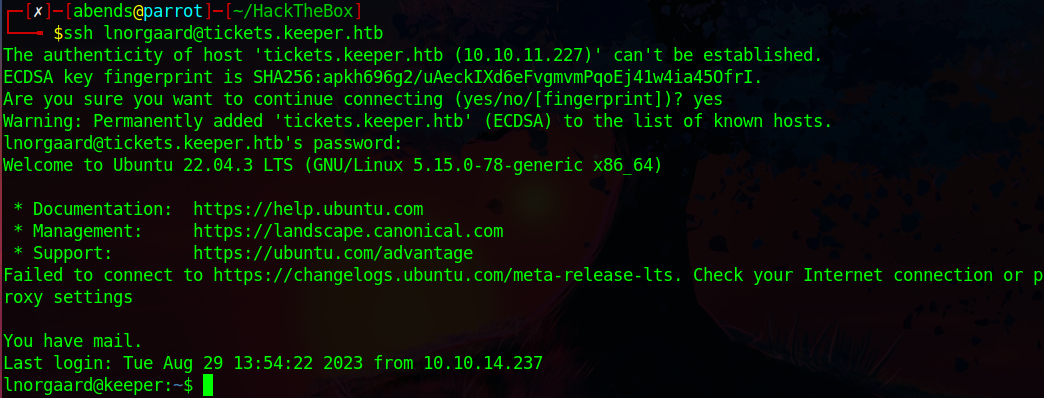 ┌─[✗]─[abends@parrot]─[~/HackTheBox]
└──╼ $ssh lnorgaard@tickets.keeper.htb
The authenticity of host 'tickets.keeper.htb (10.10.11.227)' can't be established.
ECDSA key fingerprint is SHA256:apkh696g2/uAeckIXd6eFvgmvmPqoEj41w4ia45OfrI.
Are you sure you want to continue connecting (yes/no/[fingerprint])? yes
Warning: Permanently added 'tickets.keeper.htb' (ECDSA) to the list of known hosts.
lnorgaard@tickets.keeper.htb's password:
Welcome to Ubuntu 22.04.3 LTS (GNU/Linux 5.15.0-78-generic x86_64)

 * Documentation:  https://help.ubuntu.com
 * Management:     https://landscape.canonical.com
 * Support:        https://ubuntu.com/advantage
Failed to connect to https://changelogs.ubuntu.com/meta-release-lts. Check your Internet connection or p
roxy settings

You have mail.
Last login: Tue Aug 29 13:54:22 2023 from 10.10.14.237
lnorgaard@keeper:~$